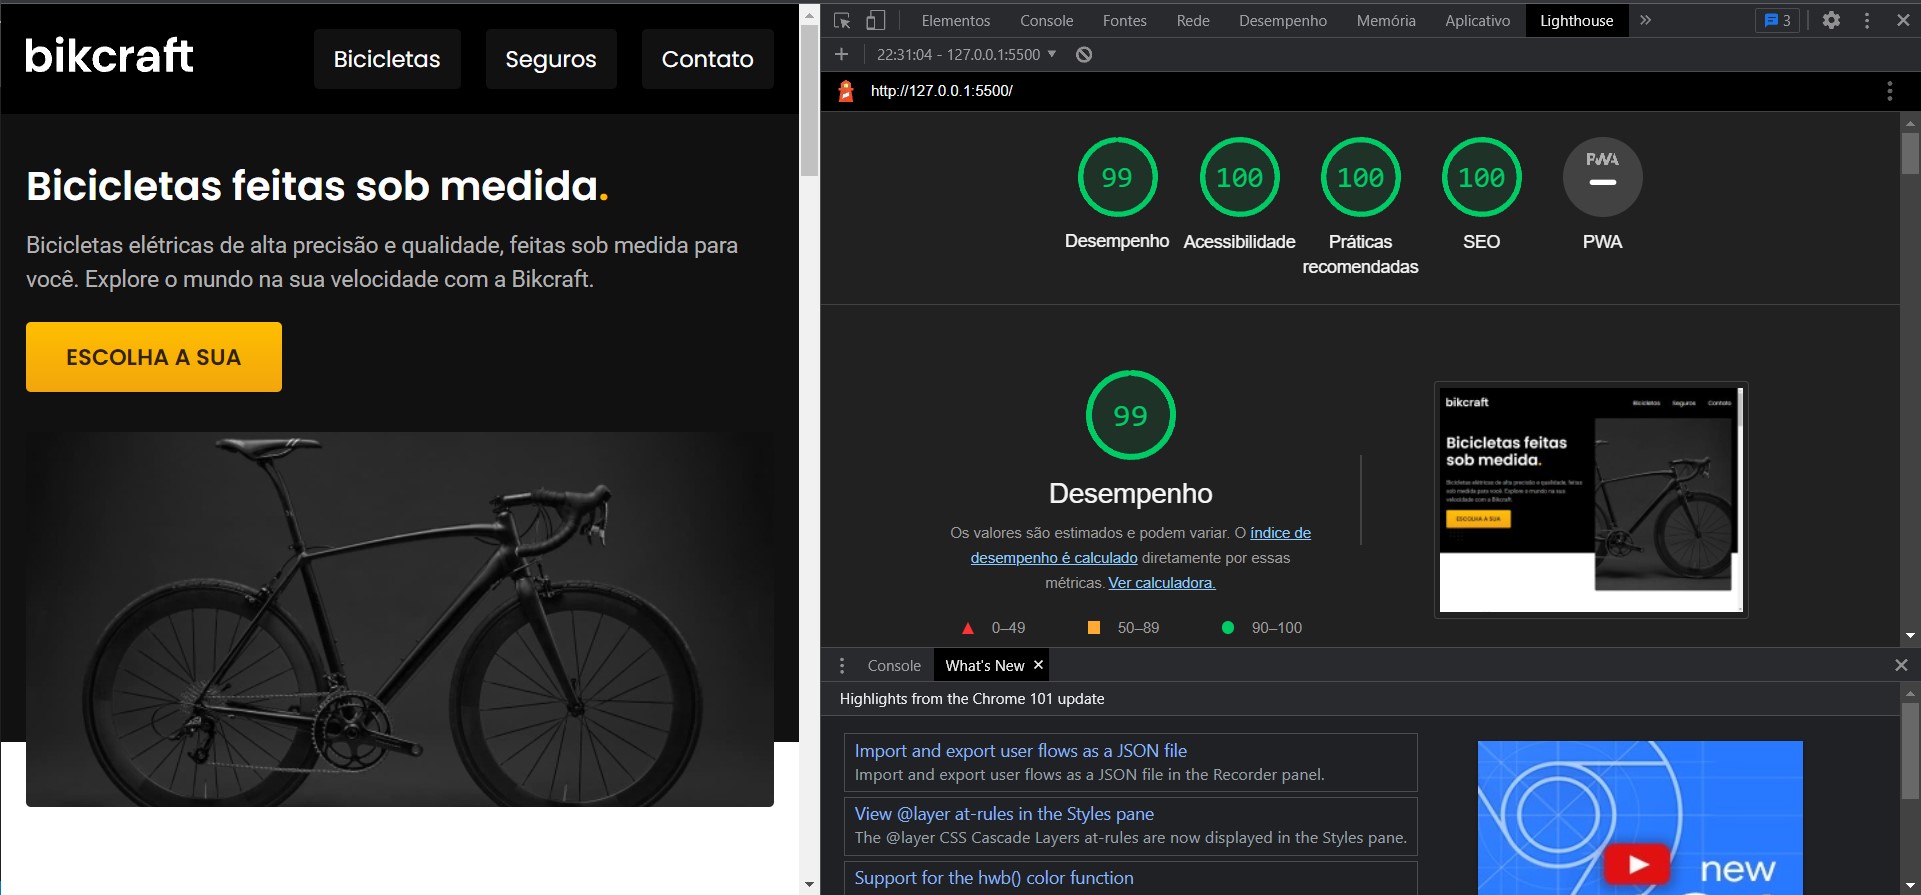 bikcraft
Bicicletas
Seguros
Contato
Bicicletas feitas sob medida.
Bicicletas elétricas de alta precisão e qualidade, feitas sob medida para
você. Explore o mundo na sua velocidade com a Bikcraft.
ESCOLHA A SUA
Elementos Console Fontes Rede Desempenho Memória Aplicativo Lighthouse » 3
22:31:04 - 127.0.0.1:5500
http://127.0.0.1:5500/
99
Desempenho
100
Acessibilidade
100
Práticas
recomendadas
100
SEO
PWA
PWA
99
Desempenho
Os valores são estimados e podem variar. O índice de
desempenho é calculado diretamente por essas
métricas. Ver calculadora.
0–49
50–89
90–100
bikcraft
Bicicletas Seguros Contato
Bicicletas feitas
sob medida.
Bicicletas elétricas de alta precisão e qualidade, feitas
sob medida para você. Explore o mundo na sua
velocidade com a Bikcraft.
ESCOLHA A SUA
Console
What's New
Highlights from the Chrome 101 update
Import and export user flows as a JSON file
Import and export user flows as a JSON file in the Recorder panel.
View @layer at-rules in the Styles pane
The @layer CSS Cascade Layers at-rules are now displayed in the Styles pane.
Support for the hwb() color function
new